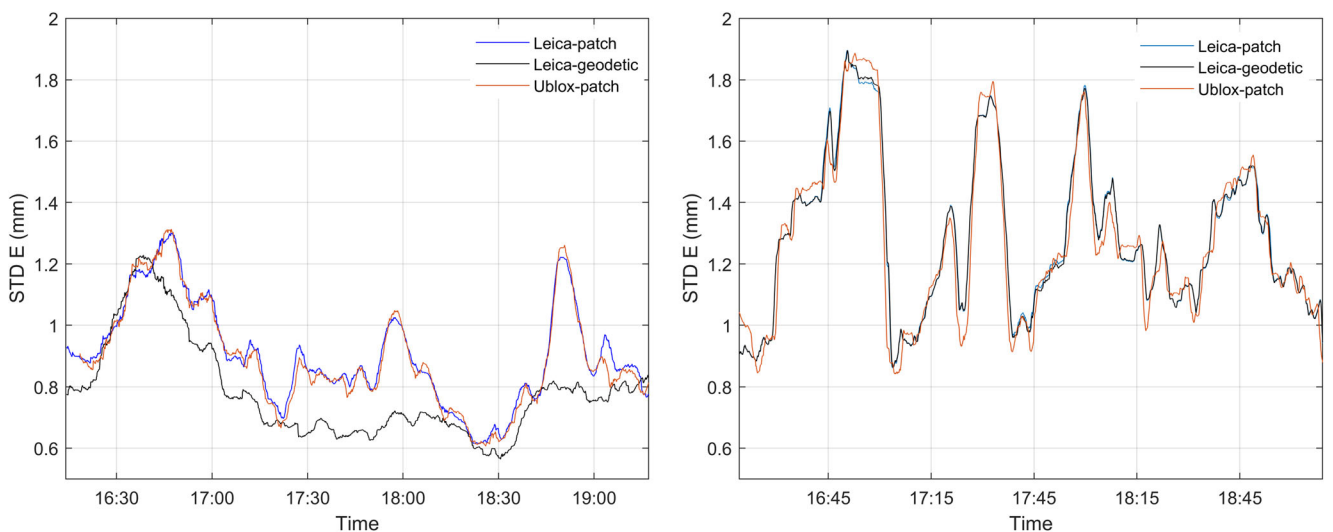 2
1.8
1.6
1.4
1.2
1
0.8
0.6
STD E (mm)
Leica-patch
Leica-geodetic
Ublox-patch
16:30 17:00 17:30 18:00 18:30 19:00
Time
2
1.8
1.6
1.4
1.2
1
0.8
0.6
STD E (mm)
Leica-patch
Leica-geodetic
Ublox-patch
16:45 17:15 17:45 18:15 18:45
Time